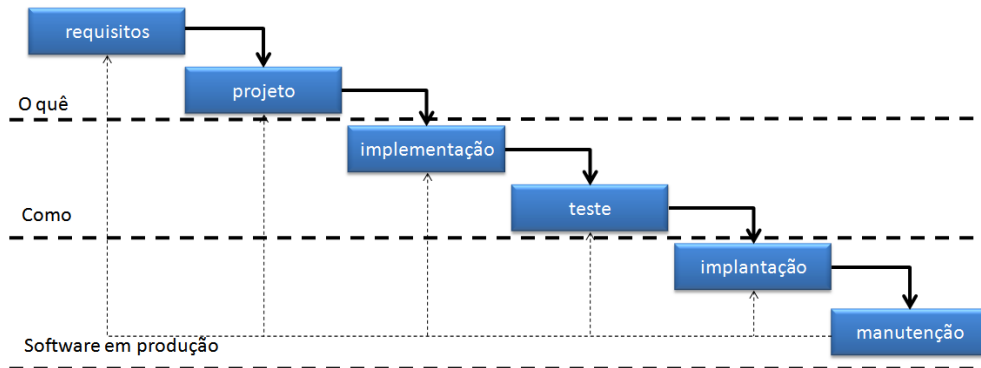 requisitos
projeto
O quê
implementação
teste
Como
implantação
manutenção
Software em produção